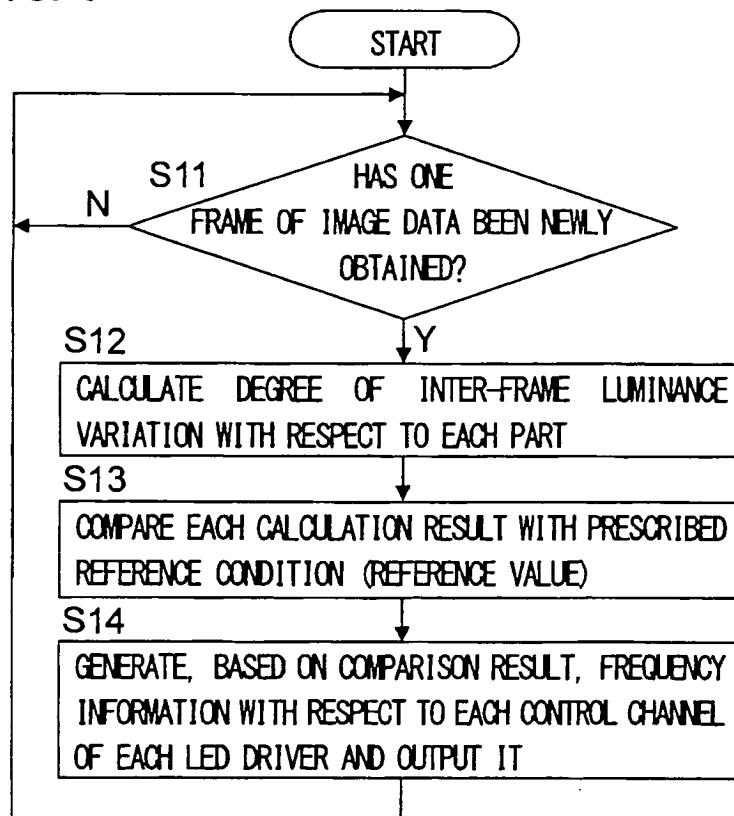 START
S11
HAS ONE
N
FRAME OF IMAGE DATA BEEN NEWLY
OBTAINED?
S12
Y
CALCULATE DEGREE OF INTER-FRAME LUMINANCE
VARIATION WITH RESPECT TO EACH PART
S13
COMPARE EACH CALCULATION RESULT WITH PRESCRIBED
REFERENCE CONDITION (REFERENCE VALUE)
S14
GENERATE, BASED ON COMPARISON RESULT, FREQUENCY
INFORMATION WITH RESPECT TO EACH CONTROL CHANNEL
OF EACH LED DRIVER AND OUTPUT IT